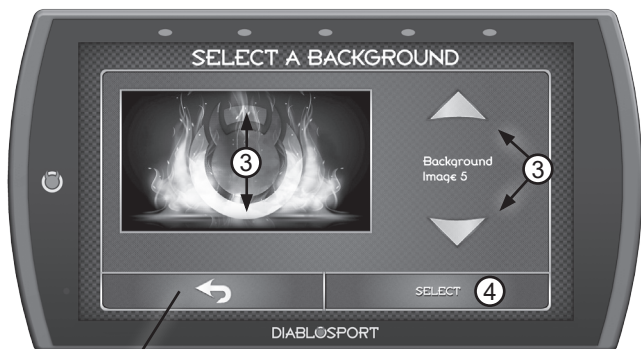 SELECT A BACKGROUND
3
3
Background
Image 5
SELECT 4
DIABLOSPORT